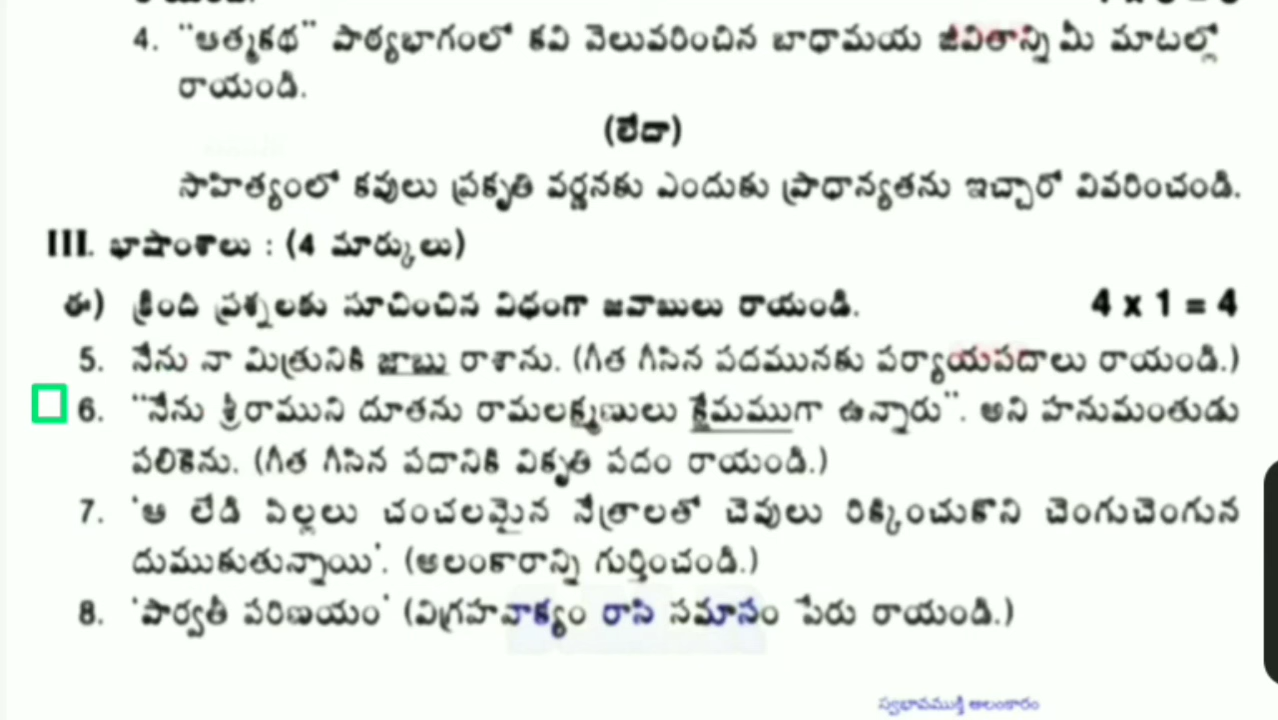 4. "ఆత్మకథ" పాఠ్యభాగంలో కవి వెలువరించిన బాధామయ జీవితాన్ని మీ మాటల్లో
రాయండి.
(లేదా)
సాహిత్యంలో కవులు ప్రకృతి వర్ణనకు ఎందుకు ప్రాధాన్యతను ఇచ్చారో వివరించండి.
III. భాషాంశాలు : (4 మార్కులు)
ఈ) క్రింది ప్రశ్నలకు సూచించిన విధంగా జవాబులు రాయండి. 4 x 1 = 4
5. నేను నా మిత్రునికి జాబు రాశాను. (గీత గీసిన పదమునకు పర్యాయపదాలు రాయండి.)
6. "నేను శ్రీరాముని దూతను రామలక్ష్మణులు క్షేమముగా ఉన్నారు". అని హనుమంతుడు
పలికెను. (గీత గీసిన పదానికి వికృతి పదం రాయండి.)
7. 'ఆ లేడి పిల్లలు చంచలమైన నేత్రాలతో చెవులు రిక్కించుకొని చెంగుచెంగున
దుముకుతున్నాయి'. (అలంకారాన్ని గుర్తించండి.)
8. 'పార్వతీ పరిణయం' (విగ్రహవాక్యం రాసి సమాసం పేరు రాయండి.)
స్వభావముక్తి అలంకారం